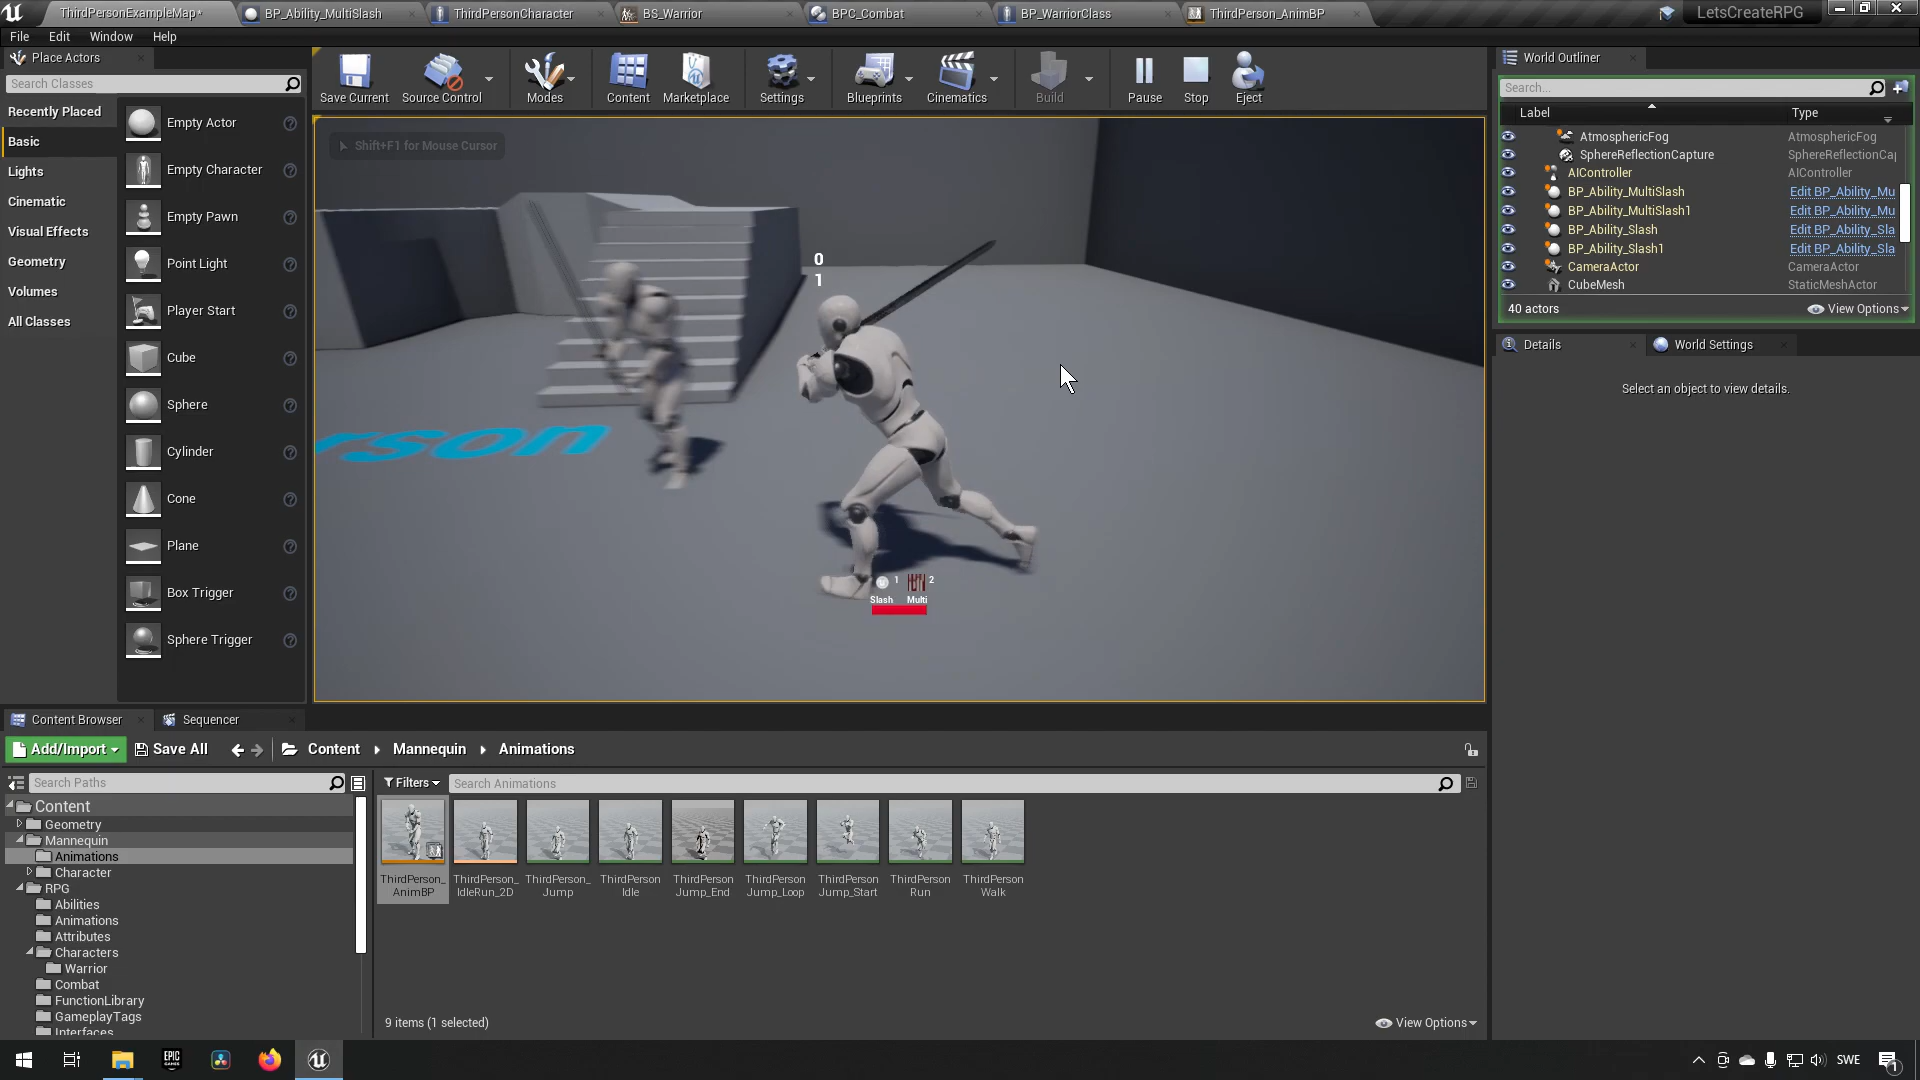 ThirdPersonExampleMap*
BP_Ability_MultiSlash
ThirdPersonCharacter
BS_Warrior
BPC_Combat
BP_WarriorClass
ThirdPerson_AnimBP
LetsCreateRPG
File
Edit
Window
Help
Place Actors
Search Classes
Recently Placed
Basic
Lights
Cinematic
Visual Effects
Geometry
Volumes
All Classes
Empty Actor
Empty Character
Empty Pawn
Point Light
Player Start
Cube
Sphere
Cylinder
Cone
Plane
Box Trigger
Sphere Trigger
Save Current
Source Control
Modes
Content
Marketplace
Settings
Blueprints
Cinematics
Build
Pause
Stop
Eject
Shift+F1 for Mouse Cursor
0
1
rson
1
2
Slash
Multi
World Outliner
Search...
Label
Type
AtmosphericFog
AtmosphericFog
SphereReflectionCapture
SphereReflectionCap
AIController
AIController
BP_Ability_MultiSlash
Edit BP_Ability_Mu
BP_Ability_MultiSlash1
Edit BP_Ability_Mu
BP_Ability_Slash
Edit BP_Ability_Sla
BP_Ability_Slash1
Edit BP_Ability_Sla
CameraActor
CameraActor
CubeMesh
StaticMeshActor
40 actors
View Options
Details
World Settings
Select an object to view details.
Content Browser
Sequencer
Add/Import
Save All
Content
Mannequin
Animations
Search Paths
Filters
Search Animations
Content
Geometry
Mannequin
Animations
Character
RPG
Abilities
Animations
Attributes
Characters
Warrior
Combat
FunctionLibrary
GameplayTags
Interfaces
ThirdPerson_
AnimBP
ThirdPerson_
IdleRun_2D
ThirdPerson_
Jump
ThirdPerson
Idle
ThirdPerson
Jump_End
ThirdPerson
Jump_Loop
ThirdPerson
Jump_Start
ThirdPerson
Run
ThirdPerson
Walk
9 items (1 selected)
View Options
EPIC
GAMES
SWE
1